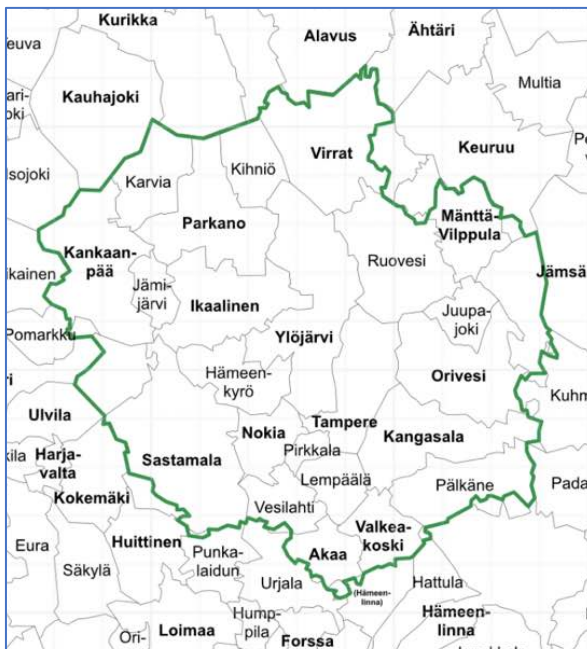 Kurikka
Alavus
Ähtäri
euva
Kauhajoki
Multia
ari-
oki
Virrat
Keuruu
sojoki
Karvia
Kihniö
Parkano
Mänttä-
Vilppula
Kankaan-
pää
Ruovesi
Jämsä
ikainen
Jämi-
järvi
Ikaalinen
Juupa-
joki
Pomarkku
Ylöjärvi
Hämeen-
kyrö
Orivesi
ri
Kuhm
Ulvila
Nokia
Tampere
Kangasala
Pirkkala
kila
Harja-
valta
Sastamala
Lempäälä
Pälkäne
Pada
Kokemäki
Vesilahti
Valkea-
koski
Huittinen
Akaa
Eura
Punka-
laidun
Säkylä
Urjala
Hattula
(Hämeen-
linna)
Hump-
pila
Hämeen-
linna
Ori-
Loimaa
Forssa